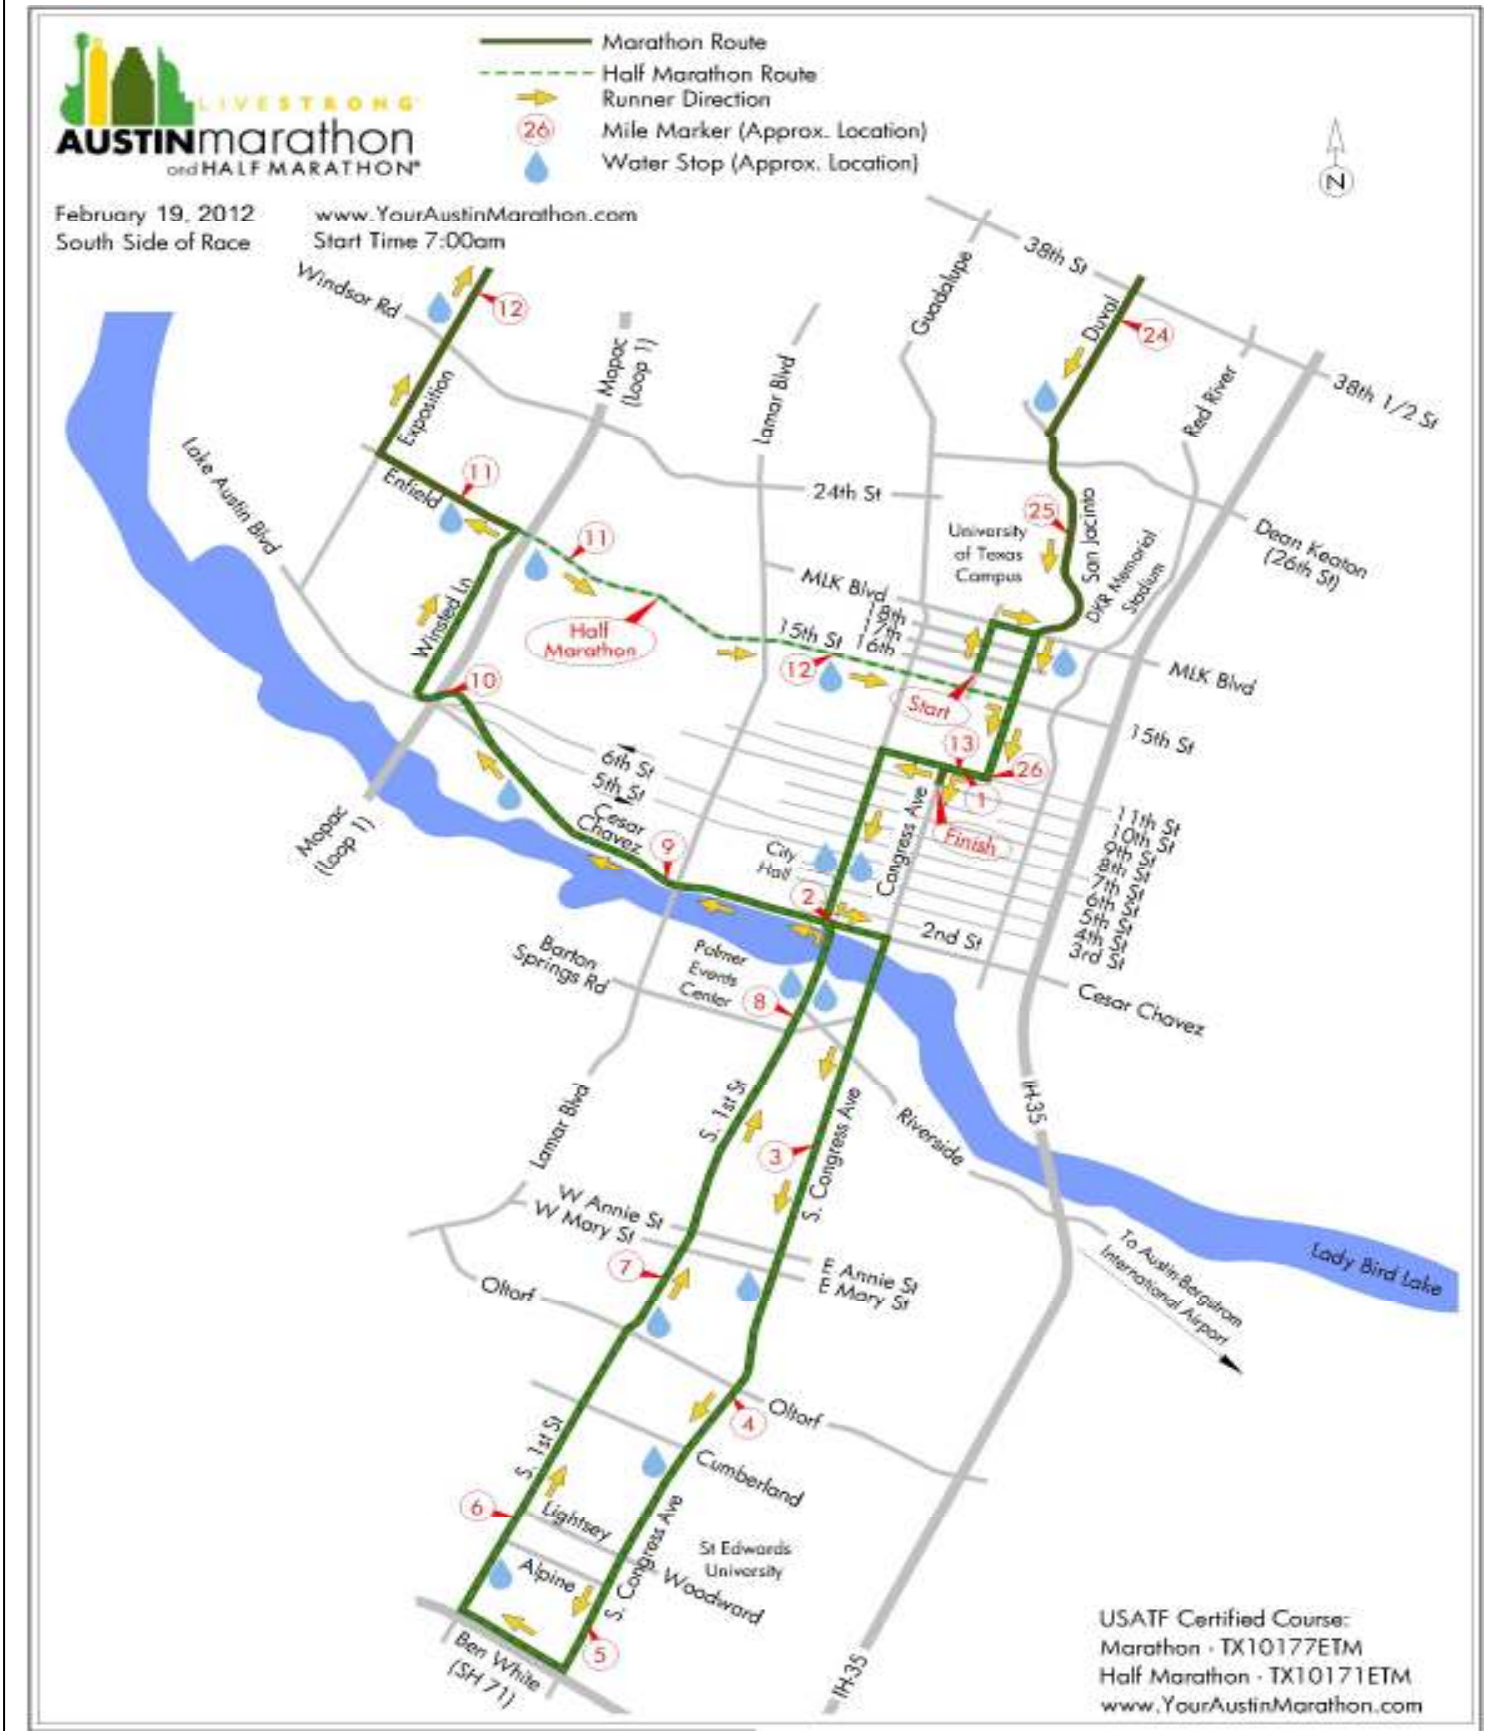 Marathon Route
Half Marathon Route
Runner Direction
26 Mile Marker (Approx. Location)
Water Stop (Approx. Location)
LIVESTRONG
AUSTINmarathon
and HALF MARATHON®
February 19, 2012
South Side of Race
www.YourAustinMarathon.com
Start Time 7:00am
N
Windsor Rd
12
Exposition
Mopac
(Loop 1)
Lamar Blvd
Guadalupe
38th St
Duval
24
Red River
38th 1/2 St
Lake Austin Blvd
Enfield
11
11
24th St
25
San Jacinto
University
of Texas
Campus
DKR Memorial
Stadium
Dean Keaton
(26th St)
Winsted Ln
Half
Marathon
MLK Blvd
18th
17th
16th
15th St
12
Start
MLK Blvd
15th St
10
13
26
1
6th St
5th St
Cesar
Chavez
Mopac
(Loop 1)
9
City
Hall
Congress Ave
Finish
11th St
10th St
9th St
8th St
7th St
6th St
5th St
4th St
3rd St
2
2nd St
Cesar Chavez
Barton
Springs Rd
Palmer
Events
Center
8
S. 1st St
3
S. Congress Ave
Riverside
IH-35
Lamar Blvd
W Annie St
W Mary St
E Annie St
E Mary St
To Austin-Bergstrom
International Airport
Lady Bird Lake
7
Oltorf
4
Oltorf
S. 1st St
Cumberland
6
Lightsey
S. Congress Ave
St Edwards
University
Alpine
Woodward
5
Ben White
(SH 71)
IH-35
USATF Certified Course:
Marathon - TX10177ETM
Half Marathon - TX10171ETM
www.YourAustinMarathon.com